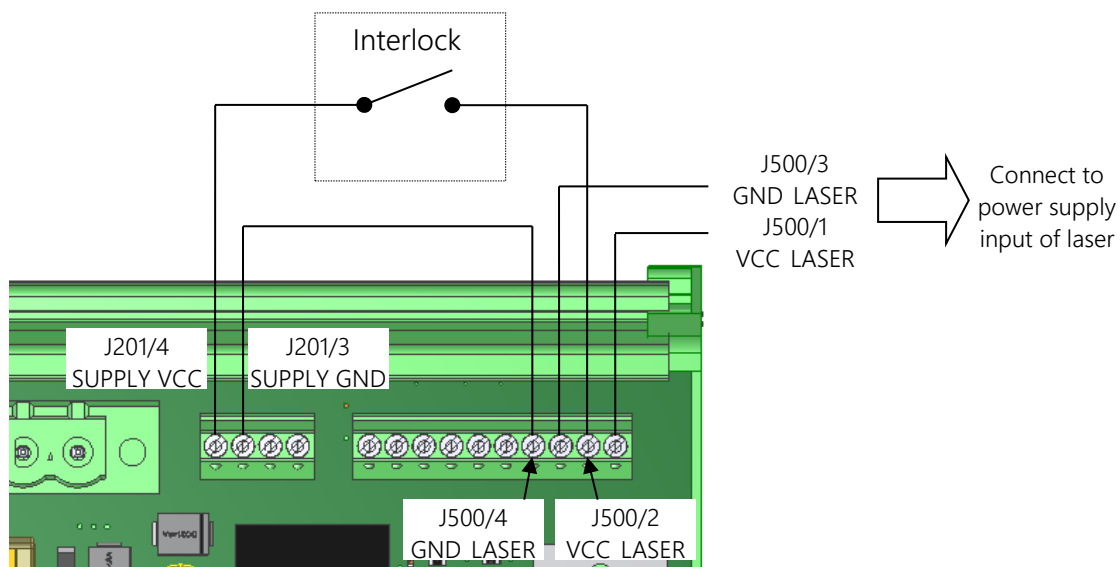 Interlock
J500/3
GND LASER
J500/1
VCC LASER
Connect to
power supply
input of laser
J201/4
SUPPLY VCC
J201/3
SUPPLY GND
J500/4
GND LASER
J500/2
VCC LASER